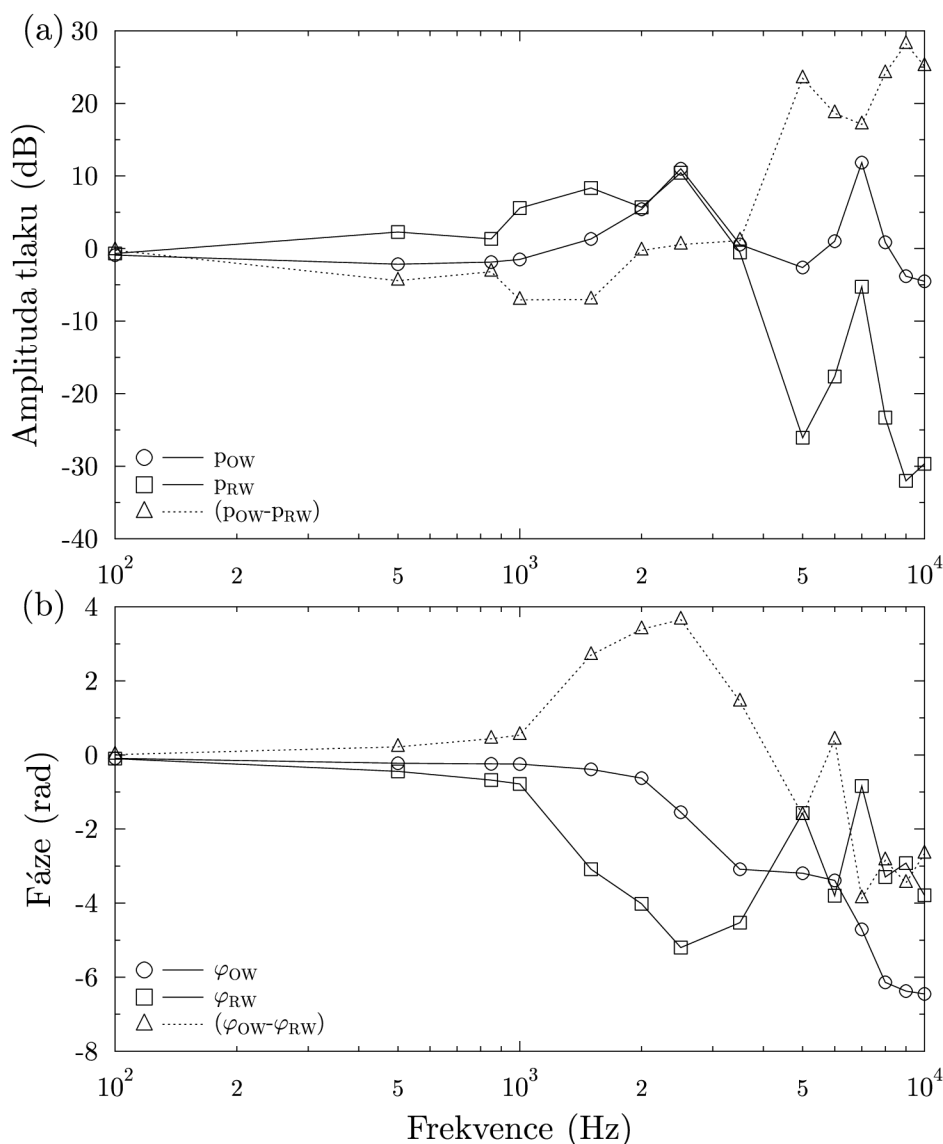 (a)
30
20
10
0
-10
-20
-30
-40
Amplituda tlaku (dB)
p_OW
p_RW
(p_OW-p_RW)
10^2 2 5 10^3 2 5 10^4
(b)
4
2
0
-2
-4
-6
-8
Fáze (rad)
φ_OW
φ_RW
(φ_OW-φ_RW)
10^2 2 5 10^3 2 5 10^4
Frekvence (Hz)